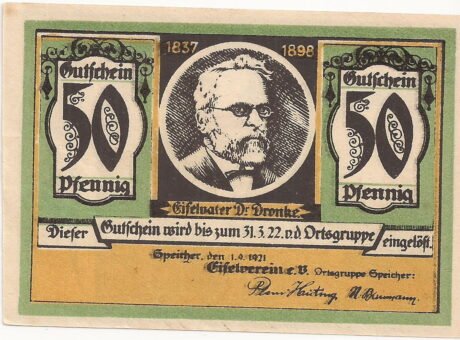 1837 1898
Gutschein Gutschein
50 50
Pfennig Pfennig
Eifelvater Dr Dronke
Dieser Gutschein wird bis zum 31.3.22. v.d. Ortsgruppe eingelöst.
Speicher, den 1.9.1921
Eifelverein e.V. Ortsgruppe Speicher: